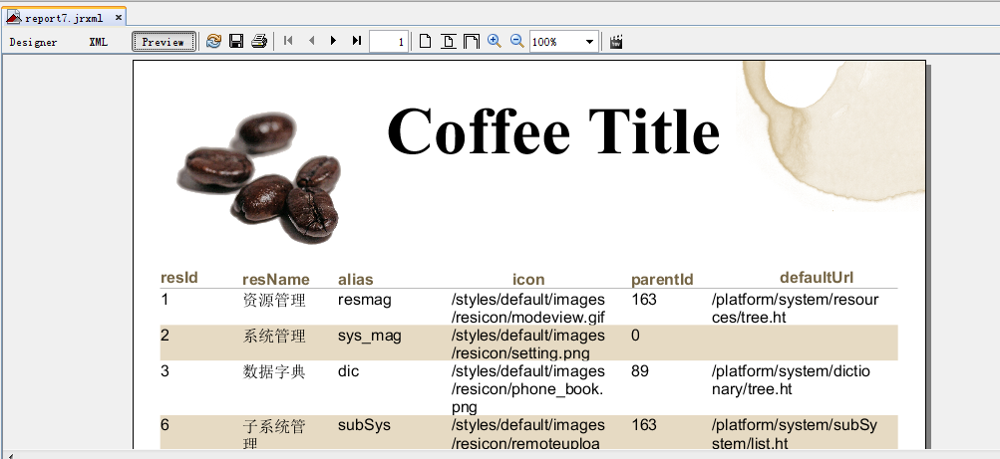 report7.jrxml
Designer XML Preview 1 100%
Coffee Title
resId resName alias icon parentId defaultUrl
1 资源管理 resmag /styles/default/images 163 /platform/system/resour
/resicon/modeview.gif ces/tree.ht
2 系统管理 sys_mag /styles/default/images 0
/resicon/setting.png
3 数据字典 dic /styles/default/images 89 /platform/system/dictio
/resicon/phone_book. nary/tree.ht
png
6 子系统管 subSys /styles/default/images 163 /platform/system/subSy
理 /resicon/remoteuploa stem/list.ht